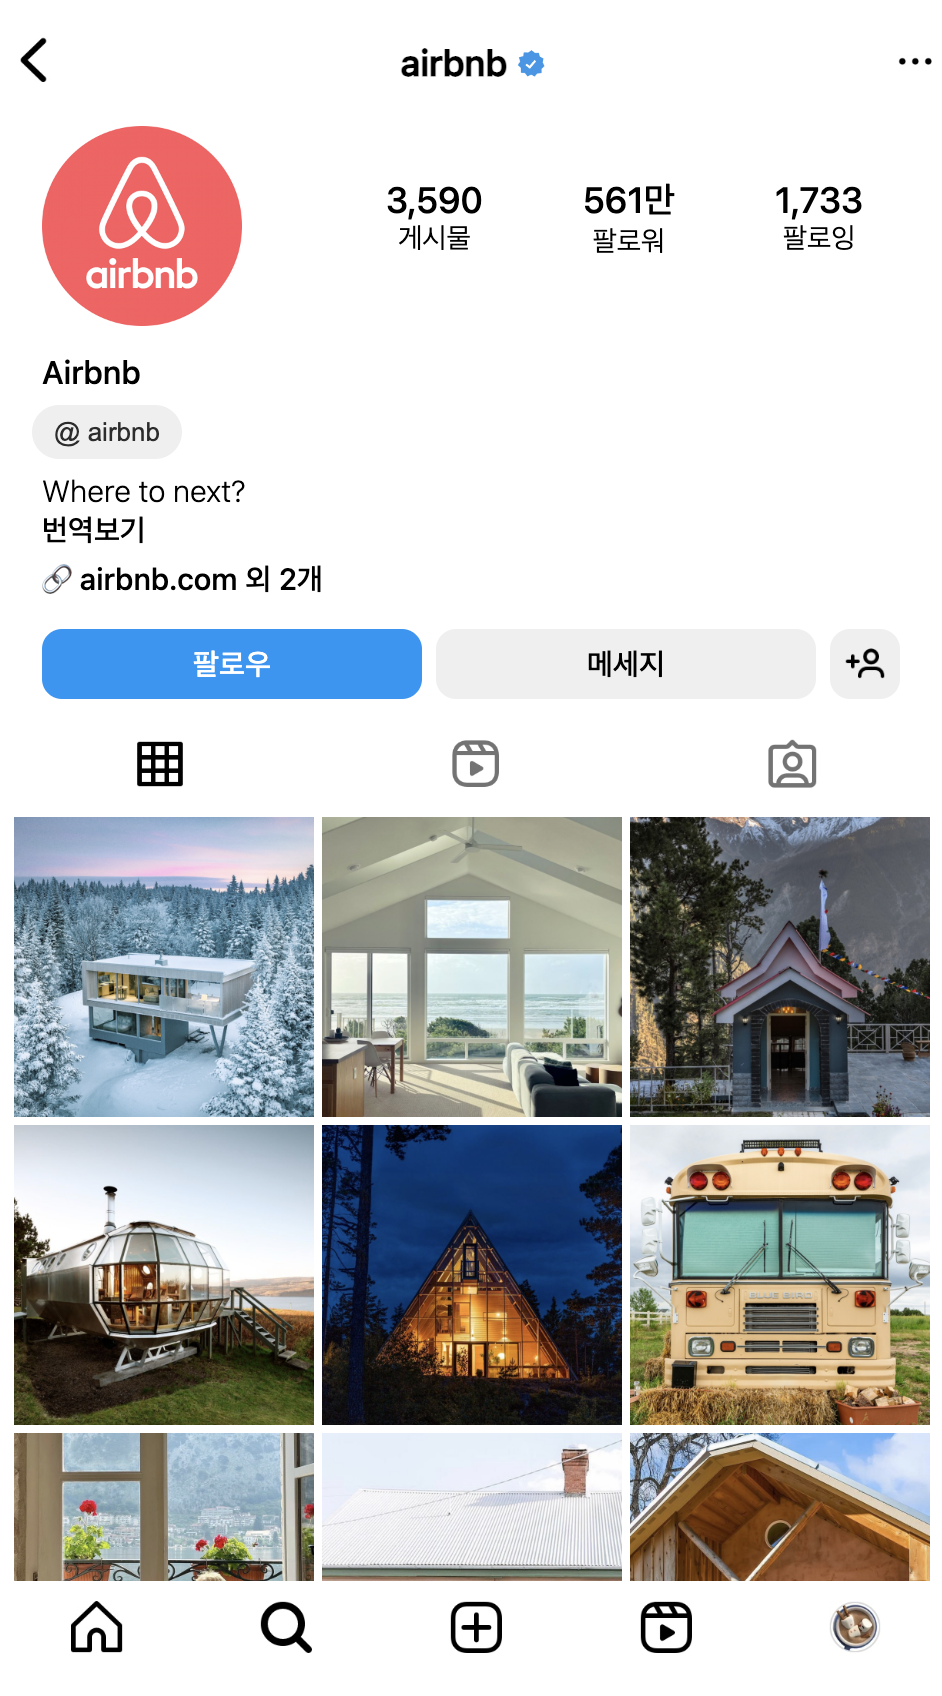 airbnb
airbnb
3,590
게시물
561만
팔로워
1,733
팔로잉
Airbnb
@ airbnb
Where to next?
번역보기
airbnb.com 외 2개
팔로우
메세지
BLUE BIRD